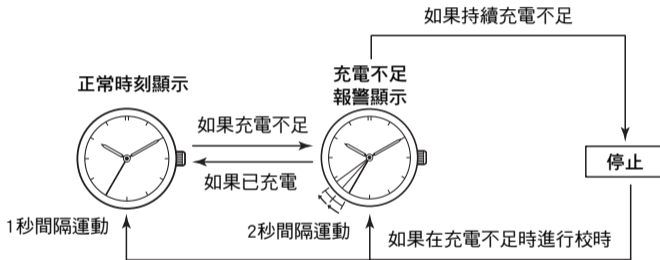 如果持續充電不足
正常時刻顯示
充電不足
報警顯示
如果充電不足
如果已充電
停止
1秒間隔運動
2秒間隔運動
如果在充電不足時進行校時